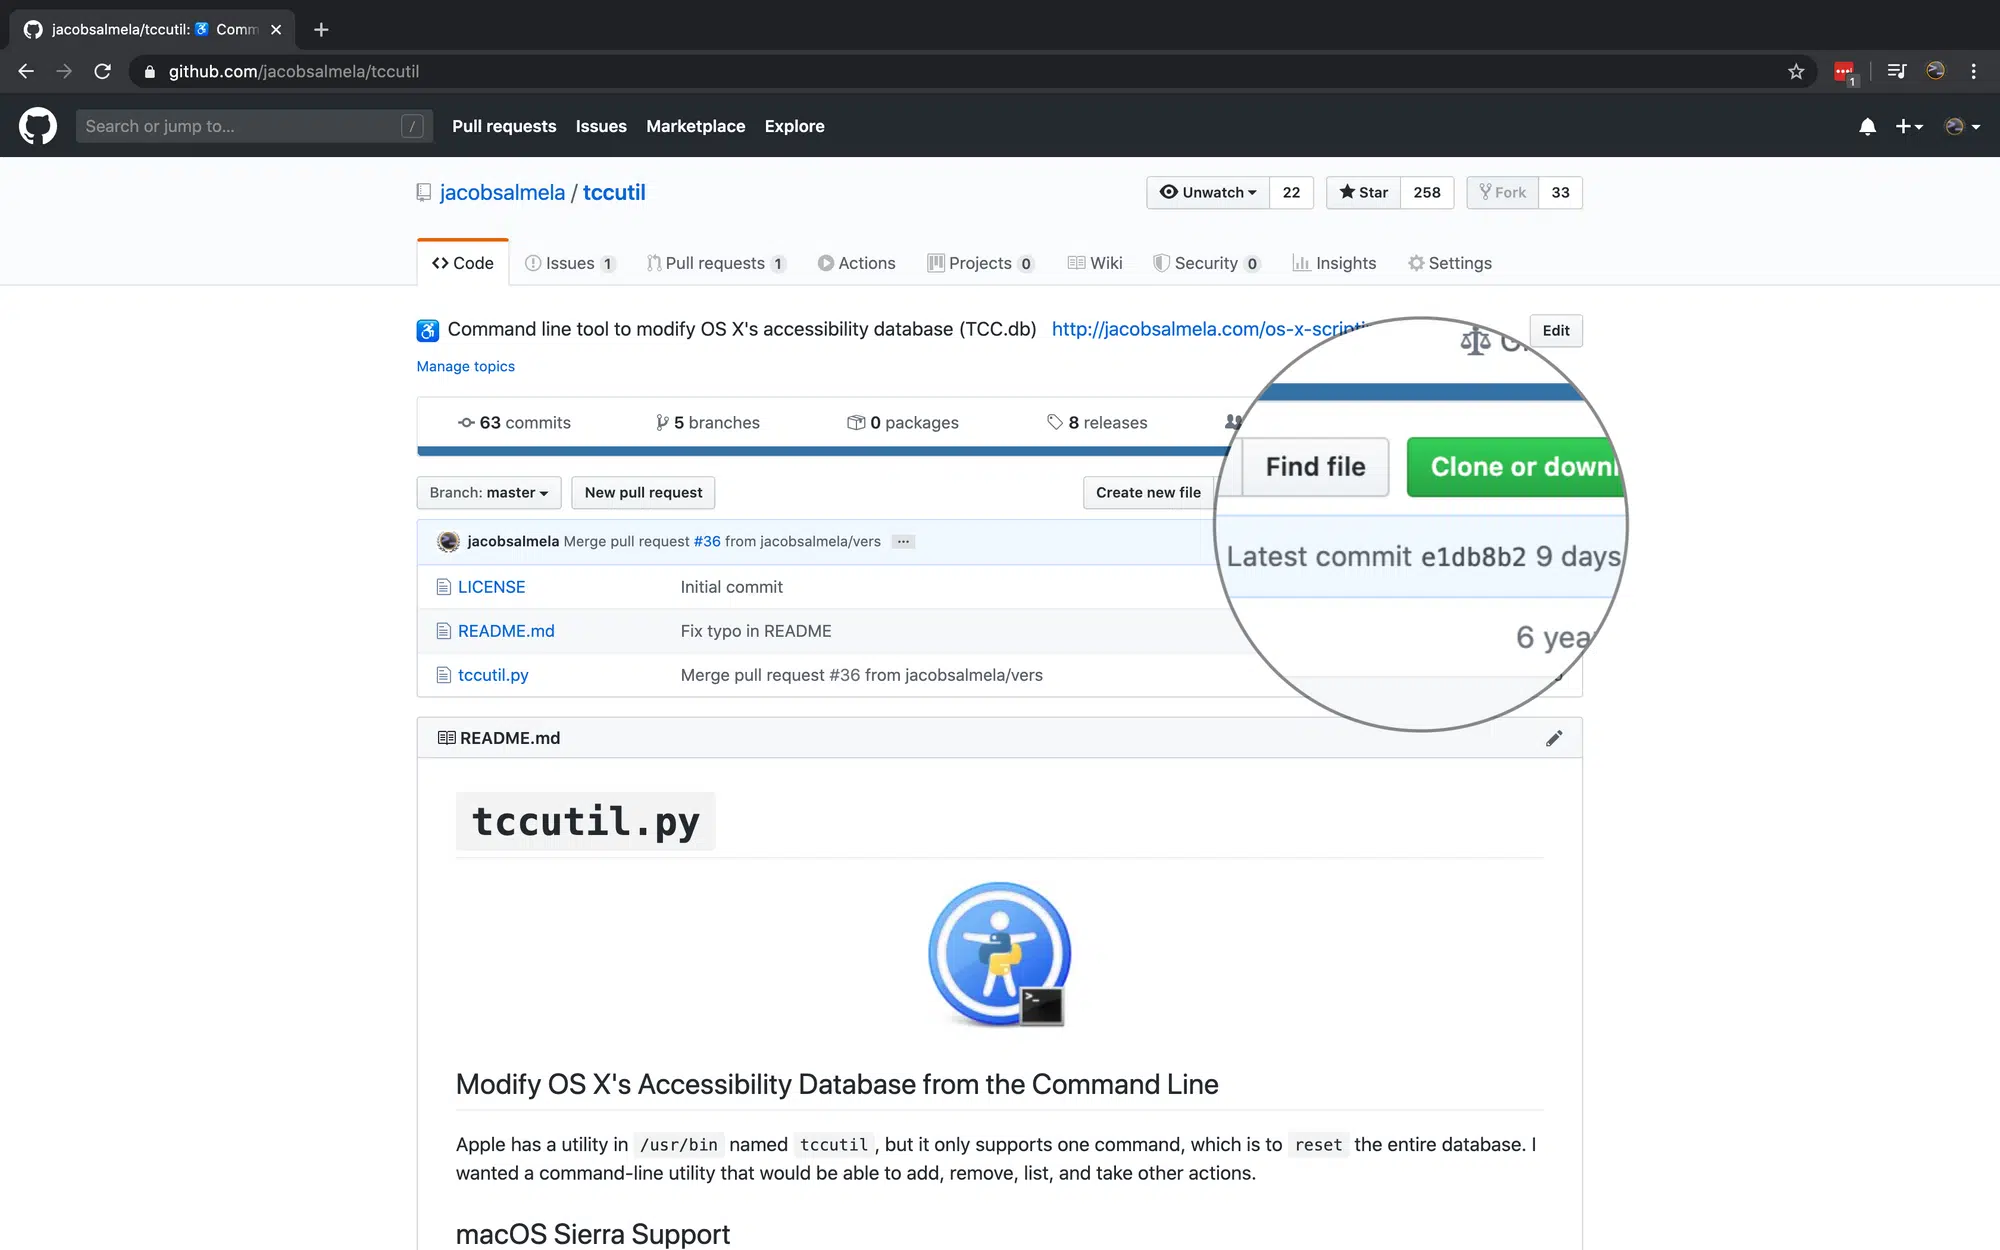 jacobsalmela/tccutil: ♿ Comm
github.com/jacobsalmela/tccutil
1
Search or jump to... /
Pull requests Issues Marketplace Explore
jacobsalmela / tccutil
Unwatch 22 Star 258 Fork 33
Code Issues 1 Pull requests 1 Actions Projects 0 Wiki Security 0 Insights Settings
♿ Command line tool to modify OS X's accessibility database (TCC.db) http://jacobsalmela.com/os-x-scripti
Edit
Manage topics
63 commits 5 branches 0 packages 8 releases
Branch: master New pull request Create new file
Find file Clone or downl
jacobsalmela Merge pull request #36 from jacobsalmela/vers ...
Latest commit e1db8b2 9 days
LICENSE Initial commit
6 yea
README.md Fix typo in README
tccutil.py Merge pull request #36 from jacobsalmela/vers
README.md
tccutil.py
>_
Modify OS X's Accessibility Database from the Command Line
Apple has a utility in /usr/bin named tccutil , but it only supports one command, which is to reset the entire database. I
wanted a command-line utility that would be able to add, remove, list, and take other actions.
macOS Sierra Support